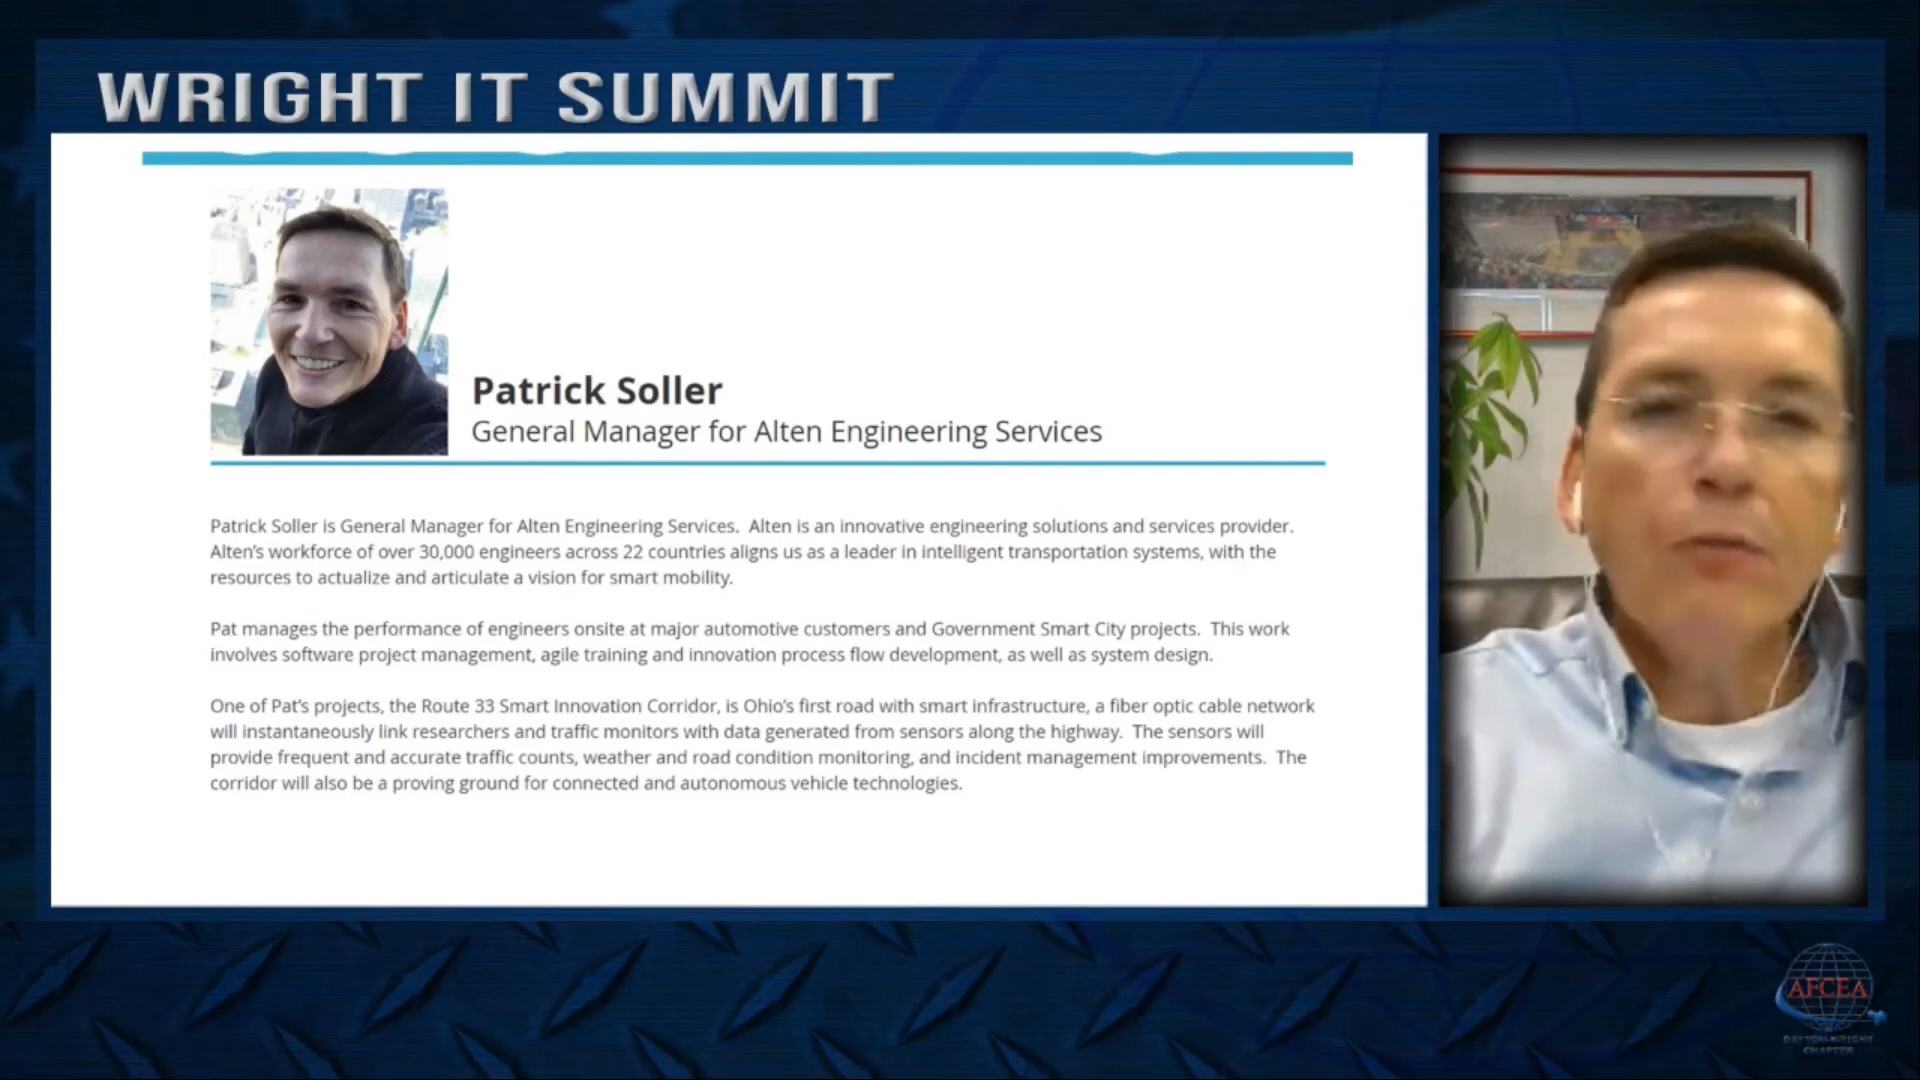 WRIGHT IT SUMMIT
Patrick Soller
General Manager for Alten Engineering Services
Patrick Soller is General Manager for Alten Engineering Services.  Alten is an innovative engineering solutions and services provider.
Alten's workforce of over 30,000 engineers across 22 countries aligns us as a leader in intelligent transportation systems, with the
resources to actualize and articulate a vision for smart mobility.
Pat manages the performance of engineers onsite at major automotive customers and Government Smart City projects.  This work
involves software project management, agile training and innovation process flow development, as well as system design.
One of Pat's projects, the Route 33 Smart Innovation Corridor, is Ohio's first road with smart infrastructure, a fiber optic cable network
will instantaneously link researchers and traffic monitors with data generated from sensors along the highway.  The sensors will
provide frequent and accurate traffic counts, weather and road condition monitoring, and incident management improvements.  The
corridor will also be a proving ground for connected and autonomous vehicle technologies.
AFCEA
DAYTON-WRIGHT
CHAPTER